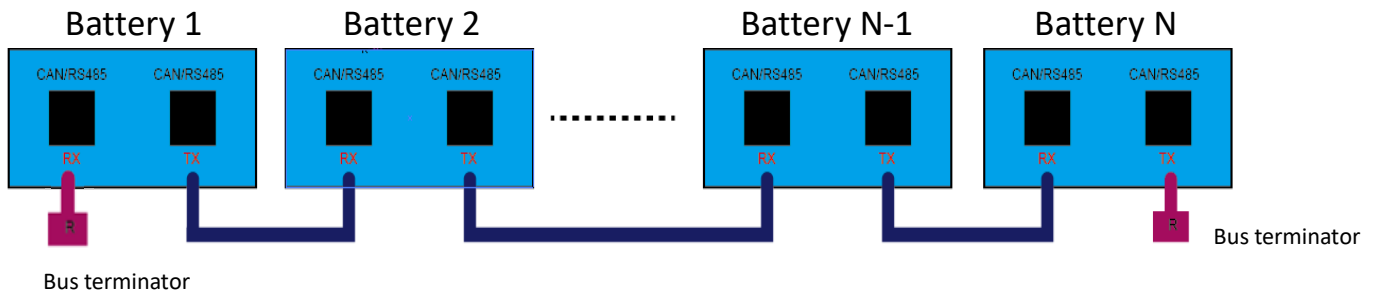 Battery 1
Battery 2
Battery N-1
Battery N
CAN/RS485 CAN/RS485
CAN/RS485 CAN/RS485
CAN/RS485 CAN/RS485
CAN/RS485 CAN/RS485
RX TX
RX TX
RX TX
RX TX
R
R
Bus terminator
Bus terminator